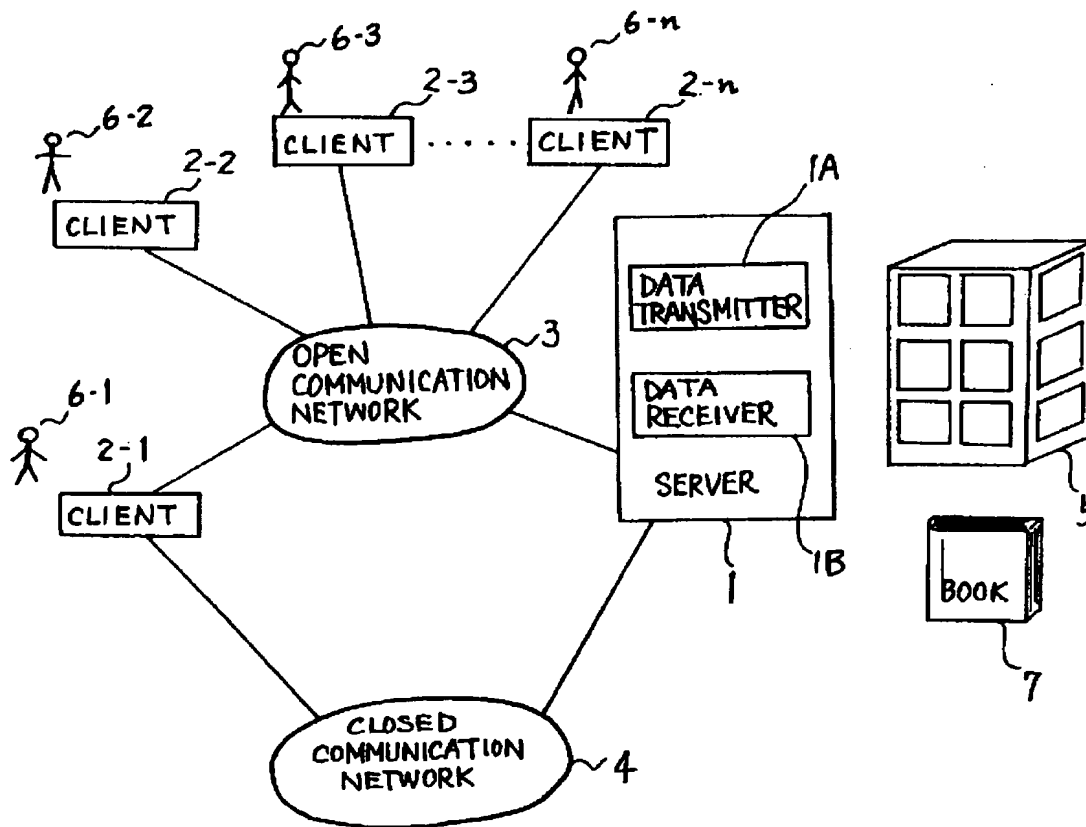 6-3
6-n
2-3
2-n
6-2
CLIENT
.....
CLIENT
2-2
1A
CLIENT
DATA
TRANSMITTER
3
OPEN
COMMUNICATION
NETWORK
DATA
RECEIVER
6-1
2-1
SERVER
CLIENT
5
1B
1
BOOK
7
CLOSED
COMMUNICATION
NETWORK
4